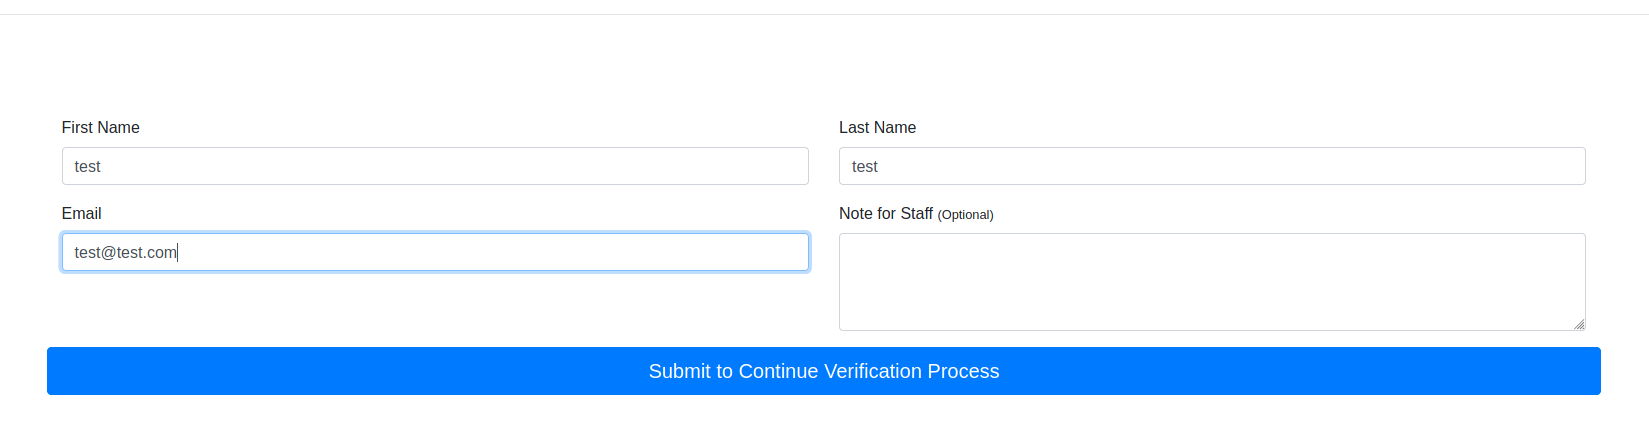 First Name
Last Name
test
test
Email
Note for Staff (Optional)
test@test.com
Submit to Continue Verification Process